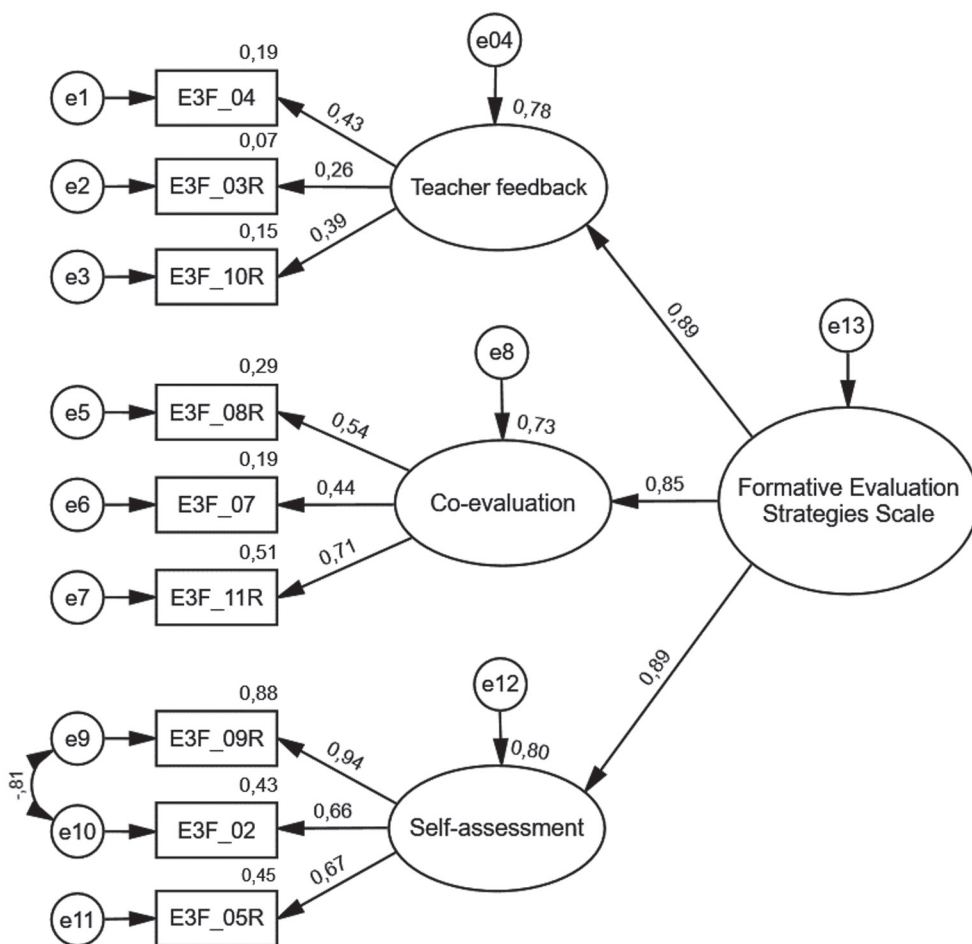 e04
0,19
0,78
e1
E3F_04
0,43
0,07
e2
E3F_03R
0,26
Teacher feedback
0,15
0,39
e3
E3F_10R
0,89
e13
e8
0,29
0,73
e5
E3F_08R
0,54
0,19
e6
E3F_07
0,44
Co-evaluation
0,85
Formative Evaluation
Strategies Scale
0,51
0,71
e7
E3F_11R
e12
0,89
0,88
0,80
e9
E3F_09R
0,94
-,81
0,43
e10
E3F_02
0,66
Self-assessment
0,45
0,67
e11
E3F_05R